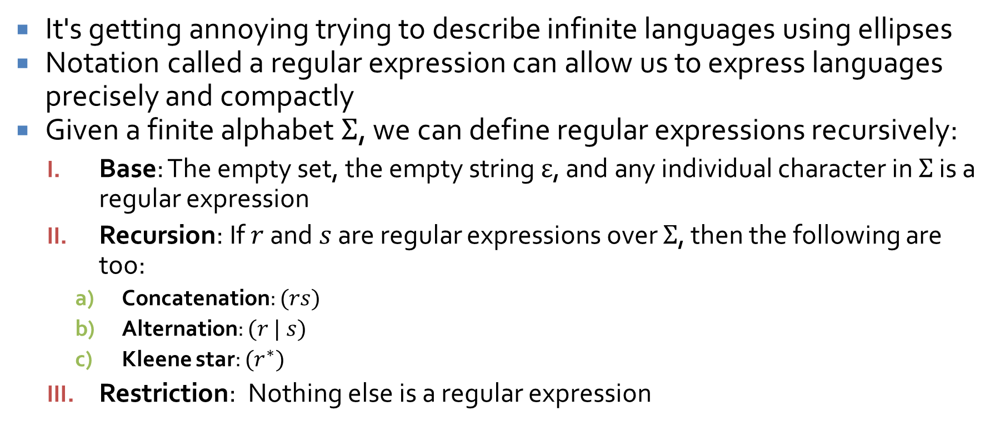 ▪ It's getting annoying trying to describe infinite languages using ellipses
▪ Notation called a regular expression can allow us to express languages
precisely and compactly
▪ Given a finite alphabet Σ, we can define regular expressions recursively:
I. Base: The empty set, the empty string ε, and any individual character in Σ is a
regular expression
II. Recursion: If r and s are regular expressions over Σ, then the following are
too:
a) Concatenation: (rs)
b) Alternation: (r | s)
c) Kleene star: (r*)
III. Restriction: Nothing else is a regular expression